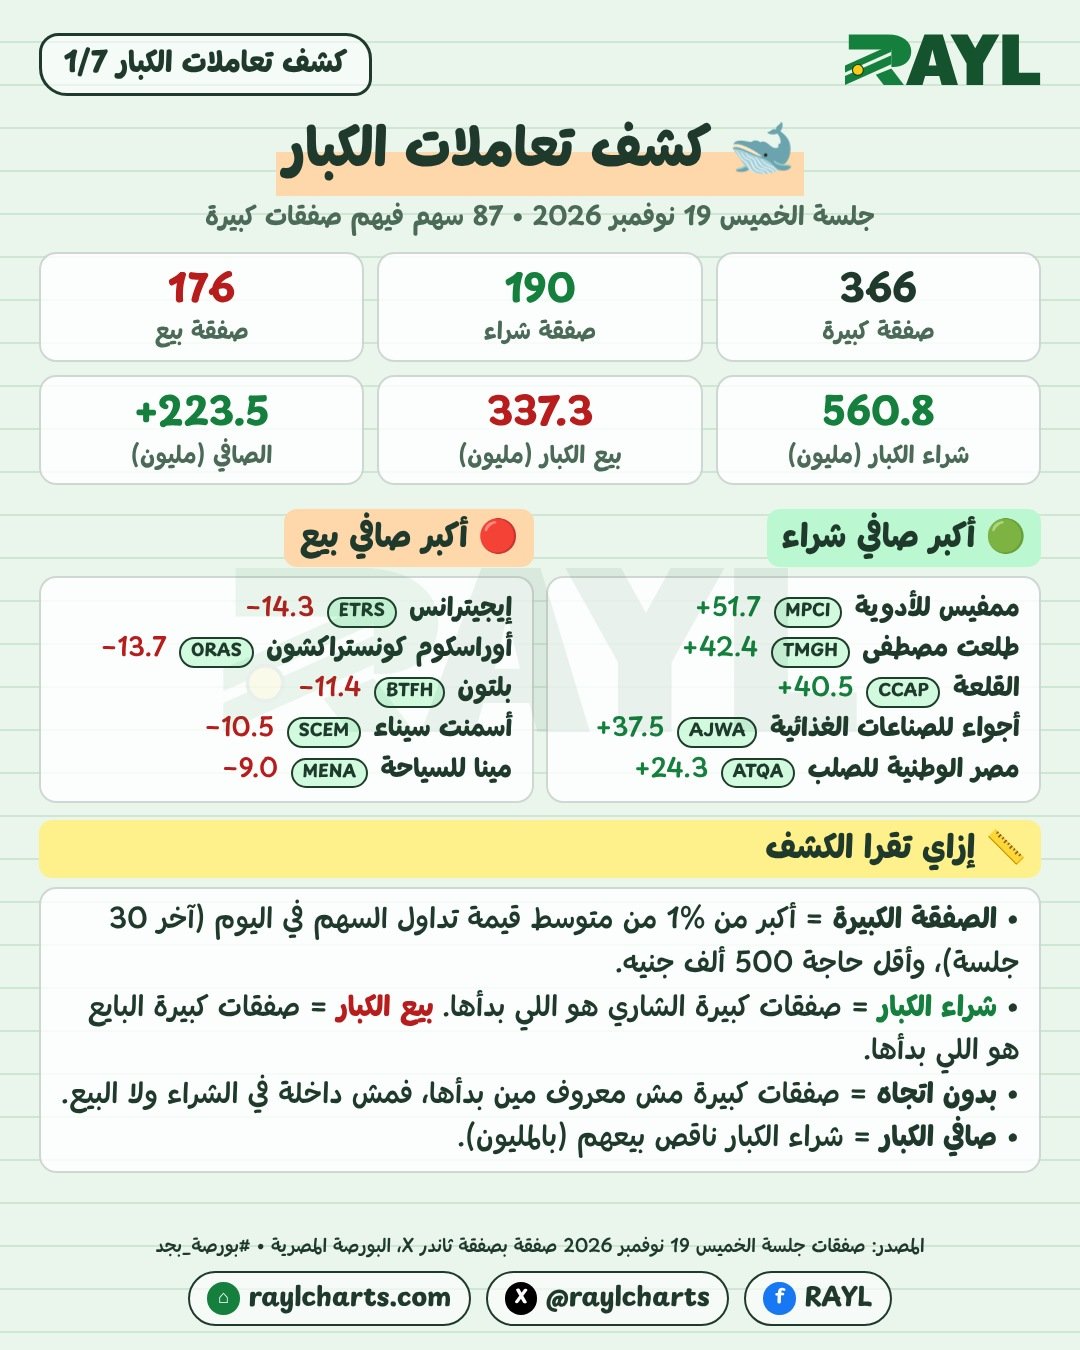 كشف تعاملات الكبار 1/7
RAYL
كشف تعاملات الكبار
جلسة الخميس 19 نوفمبر 2026 • 87 سهم فيهم صفقات كبيرة
366
صفقة كبيرة
190
صفقة شراء
176
صفقة بيع
560.8
شراء الكبار (مليون)
337.3
بيع الكبار (مليون)
+223.5
الصافي (مليون)
🟢 أكبر صافي شراء
ممفيس للأدوية MPCI +51.7
طلعت مصطفى TMGH +42.4
القلعة CCAP +40.5
أجواء للصناعات الغذائية AJWA +37.5
مصر الوطنية للصلب ATQA +24.3
🔴 أكبر صافي بيع
إيجيترانس ETRS −14.3
أوراسكوم كونستراكشون ORAS −13.7
بلتون BTFH −11.4
أسمنت سيناء SCEM −10.5
مينا للسياحة MENA −9.0
إزاي تقرا الكشف
• الصفقة الكبيرة = أكبر من 1% من متوسط قيمة تداول السهم في اليوم (آخر 30
جلسة)، وأقل حاجة 500 ألف جنيه.
• شراء الكبار = صفقات كبيرة الشاري هو اللي بدأها. بيع الكبار = صفقات كبيرة البايع
هو اللي بدأها.
• بدون اتجاه = صفقات كبيرة مش معروف مين بدأها، فمش داخلة في الشراء ولا البيع.
• صافي الكبار = شراء الكبار ناقص بيعهم (بالمليون).
المصدر: صفقات جلسة الخميس 19 نوفمبر 2026 صفقة بصفقة ثاندر X، البورصة المصرية • #بورصة_بجد
RAYL
@raylcharts
raylcharts.com